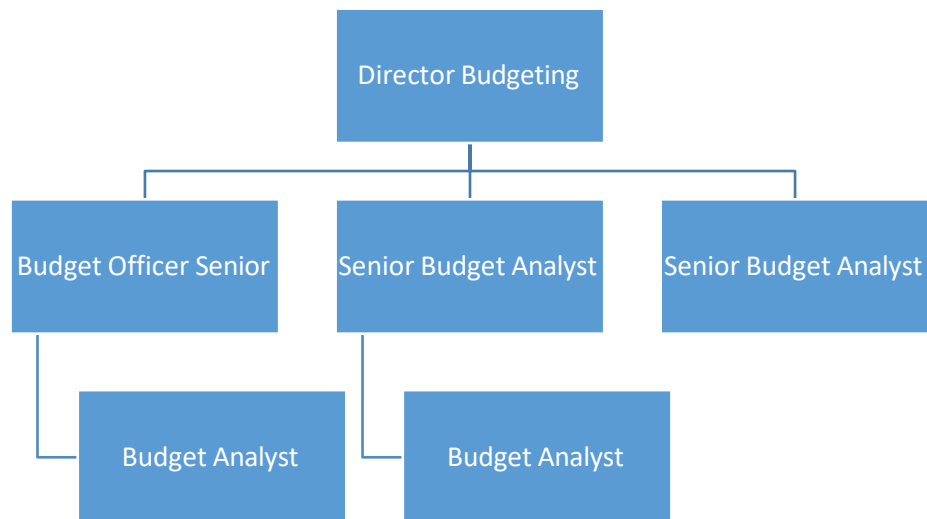 Director Budgeting
Budget Officer Senior
Senior Budget Analyst
Senior Budget Analyst
Budget Analyst
Budget Analyst